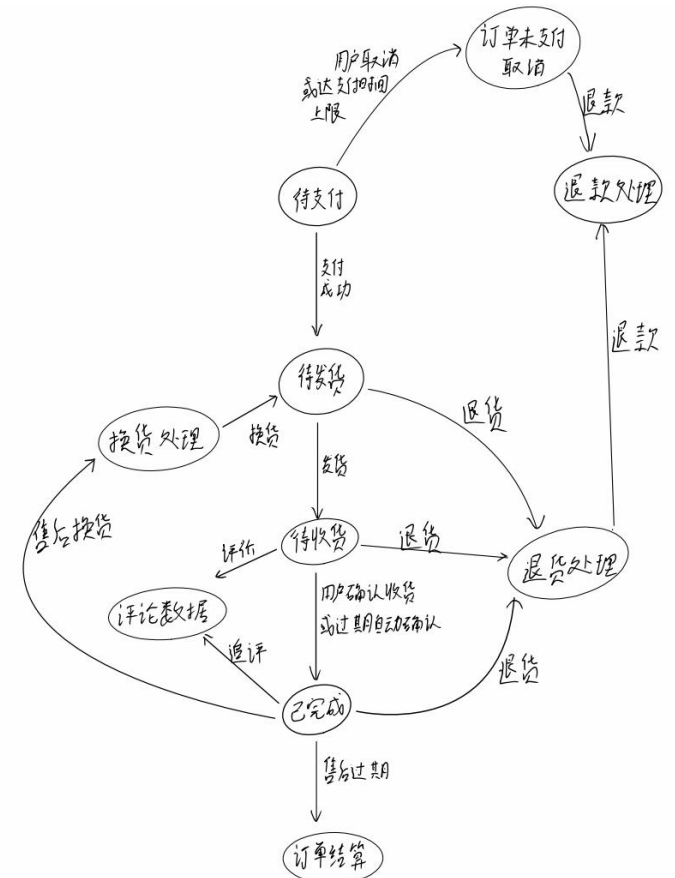 订单未支付
取消
用户取消
或达支付时间
上限
退款
待支付
退款处理
支付
成功
退款
待发货
换货处理
换货
退货
发货
售后换货
评价
待收货
退货
退货处理
评论数据
用户确认收货
或过期自动确认
追评
退货
已完成
售后过期
订单结算